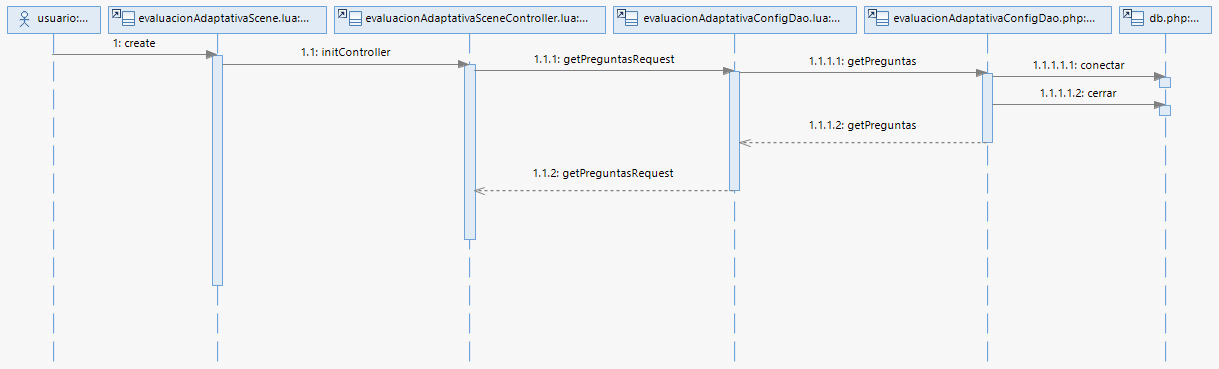 usuario:...
evaluacionAdaptativaScene.lua:...
evaluacionAdaptativaSceneController.lua:...
evaluacionAdaptativaConfigDao.lua:...
evaluacionAdaptativaConfigDao.php:...
db.php:...
1: create
1.1: initController
1.1.1: getPreguntasRequest
1.1.1.1: getPreguntas
1.1.1.1.1: conectar
1.1.1.1.2: cerrar
1.1.1.2: getPreguntas
1.1.2: getPreguntasRequest